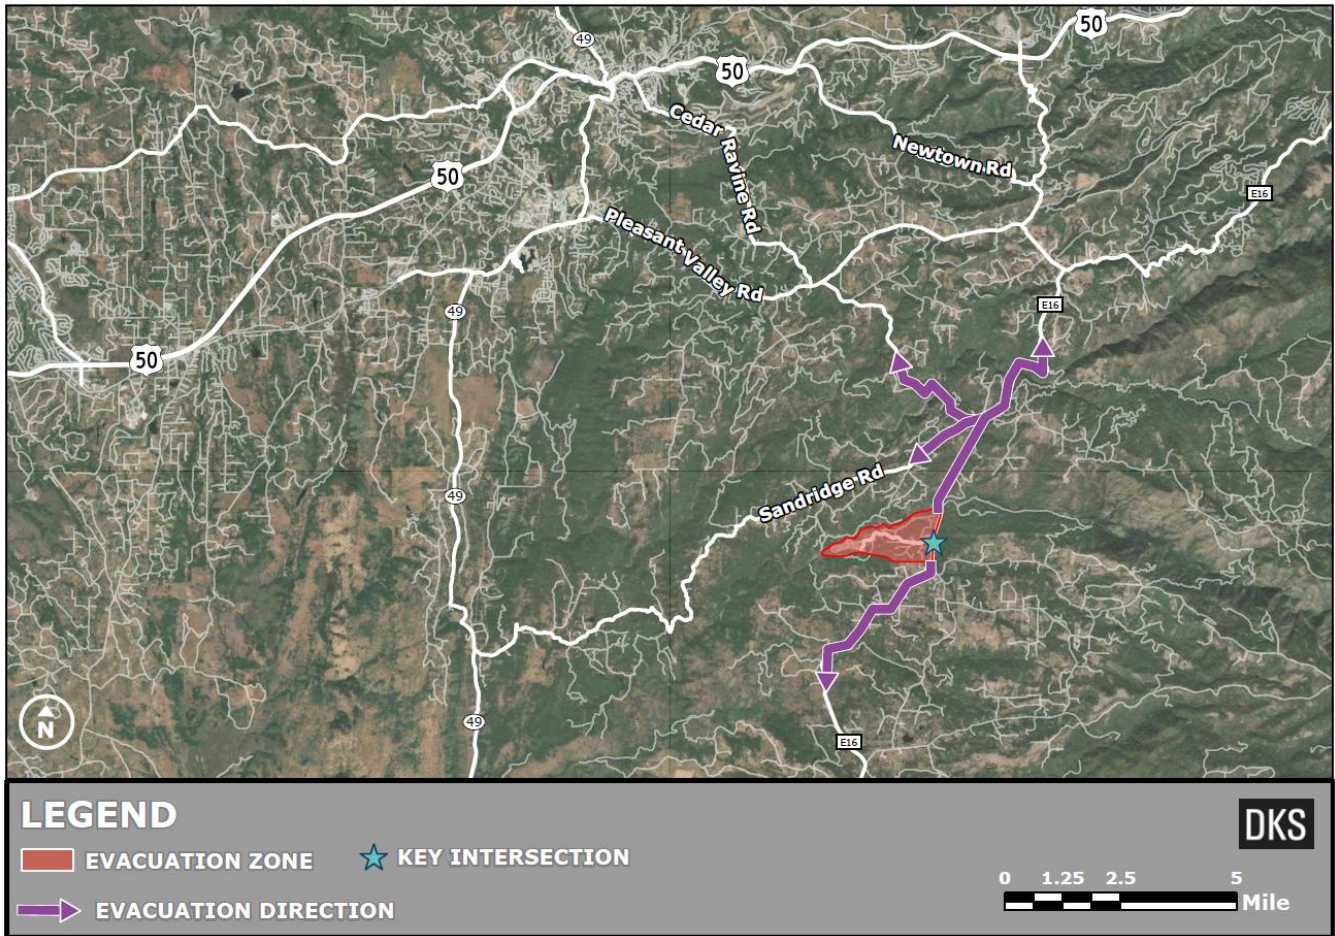 50
49
50
Cedar Ravine Rd
Newtown Rd
50
E16
Pleasant Valley Rd
E16
49
50
Sandridge Rd
49
49
E16
N
LEGEND
EVACUATION ZONE
KEY INTERSECTION
EVACUATION DIRECTION
DKS
0 1.25 2.5 5
Mile